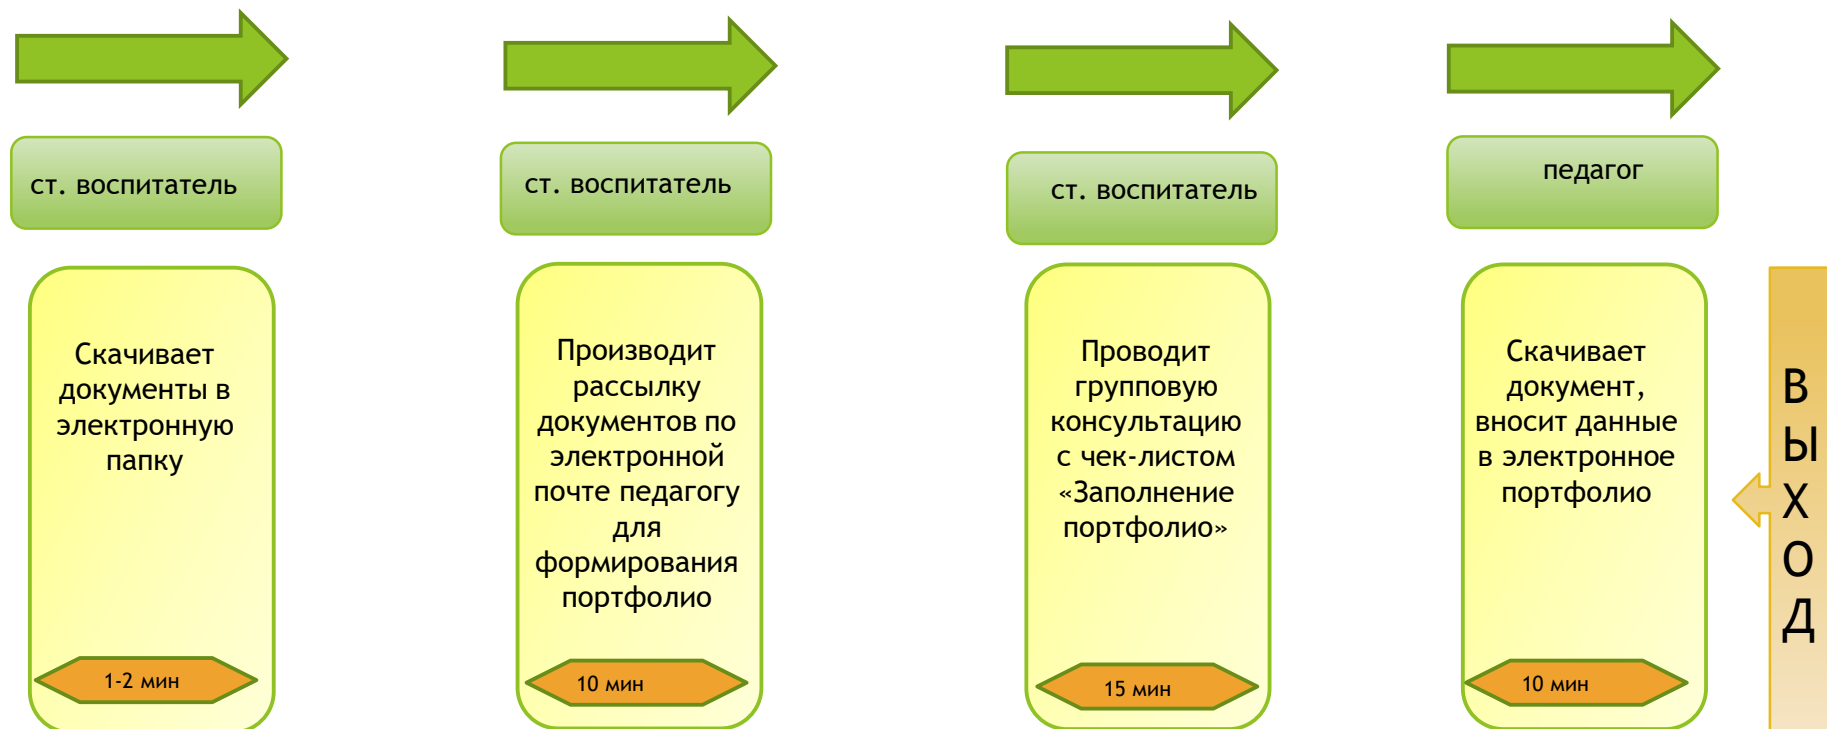 ст. воспитатель
Скачивает
документы в
электронную
папку
1-2 мин
ст. воспитатель
Производит
рассылку
документов по
электронной
почте педагогу
для
формирования
портфолио
10 мин
ст. воспитатель
Проводит
групповую
консультацию
с чек-листом
«Заполнение
портфолио»
15 мин
педагог
Скачивает
документ,
вносит данные
в электронное
портфолио
10 мин
В
Ы
Х
О
Д